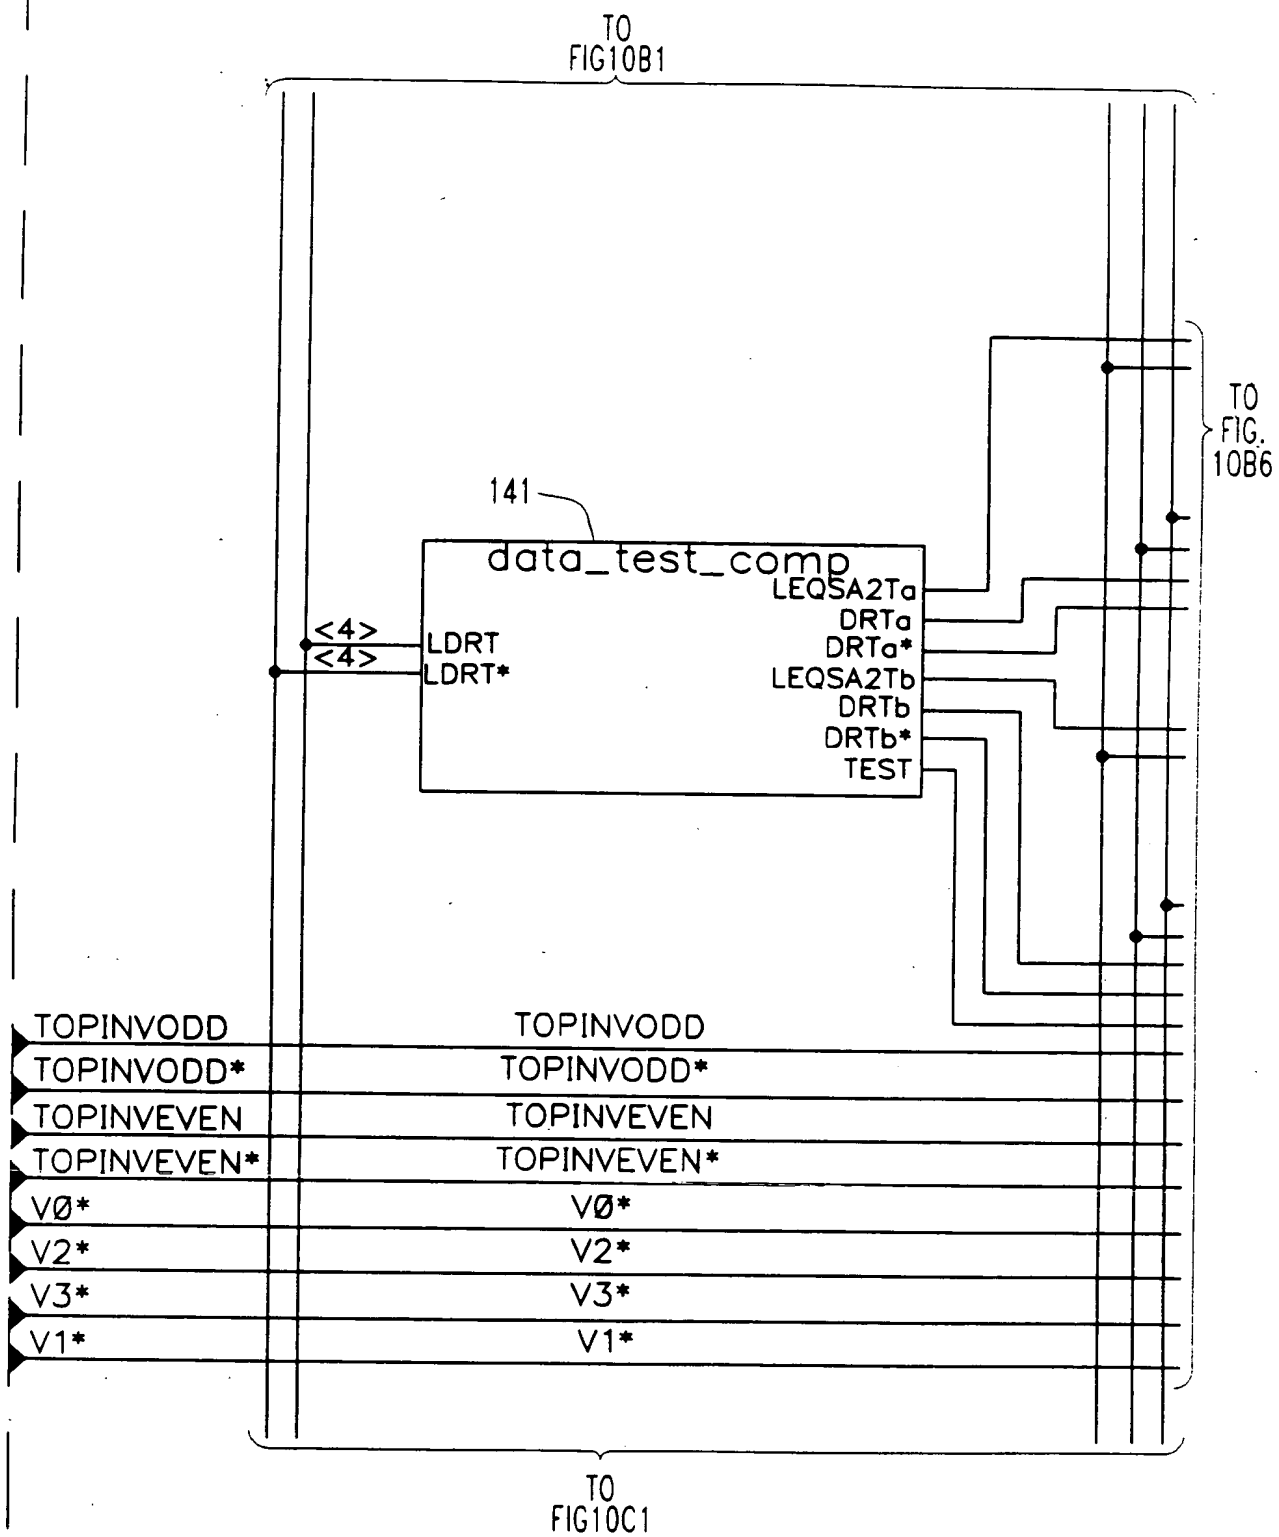 TO
FIG10B1
TO
FIG.
10B6
141
data_test_comp
LEQSA2Ta
DRTa
<4> LDRT
DRTa*
<4> LDRT*
LEQSA2Tb
DRTb
DRTb*
TEST
TOPINVODD TOPINVODD
TOPINVODD* TOPINVODD*
TOPINVEVEN TOPINVEVEN
TOPINVEVEN* TOPINVEVEN*
VØ* VØ*
V2* V2*
V3* V3*
V1* V1*
TO
FIG10C1